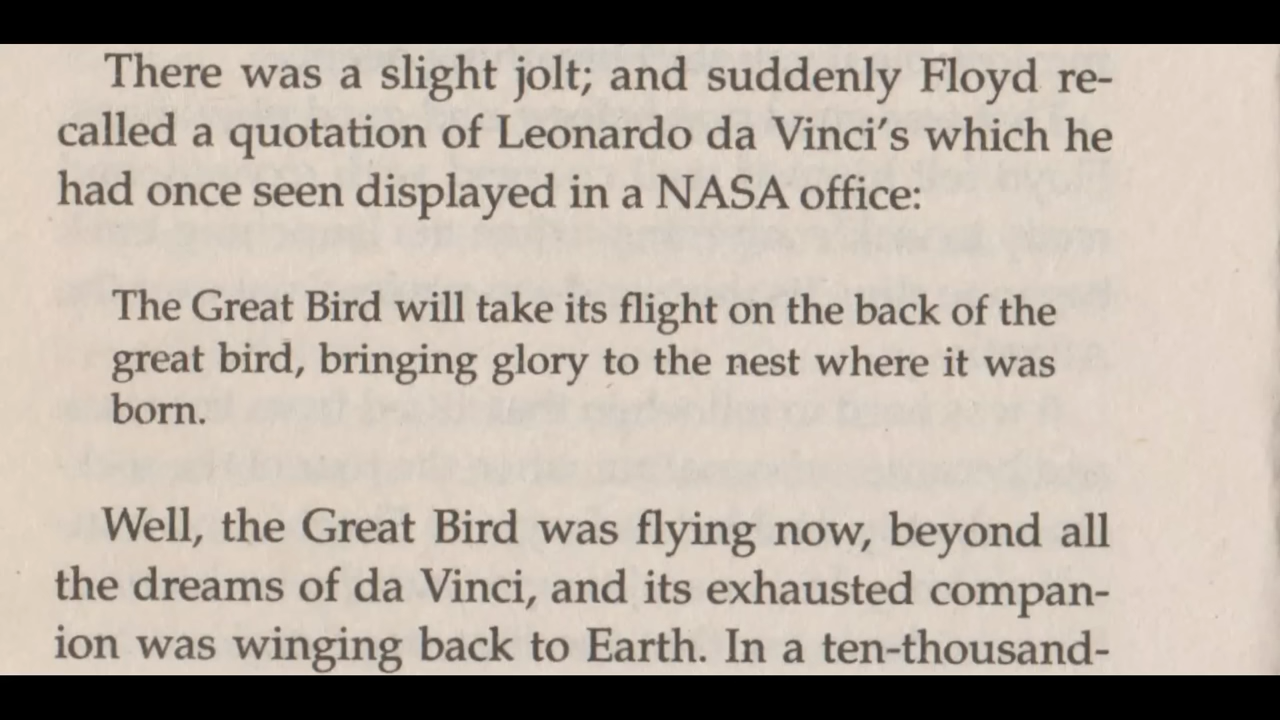 There was a slight jolt; and suddenly Floyd re-
called a quotation of Leonardo da Vinci's which he
had once seen displayed in a NASA office:
The Great Bird will take its flight on the back of the
great bird, bringing glory to the nest where it was
born.
Well, the Great Bird was flying now, beyond all
the dreams of da Vinci, and its exhausted compan-
ion was winging back to Earth. In a ten-thousand-